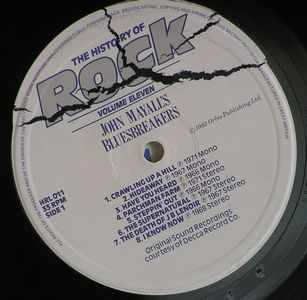 THE HISTORY OF
ROCK
VOLUME ELEVEN
JOHN MAYALL'S
BLUESBREAKERS
© 1982 Orbis Publishing Ltd.
HRL 011
33 RPM
SIDE 1
1. CRAWLING UP A HILL ℗ 1971 Mono
2. HIDEAWAY ℗ 1967 Mono
3. HAVE YOU HEARD ℗ 1966 Mono
4. PARCHMAN FARM ℗ 1971 Stereo
5. STEPPIN' OUT ℗ 1966 Mono
6. THE SUPERNATURAL ℗ 1967 Stereo
7. THE DEATH OF J B LENOIR ℗ 1967 Stereo
8. I KNOW NOW ℗ 1968 Stereo
Original Sound Recordings
courtesy of Decca Record Co.